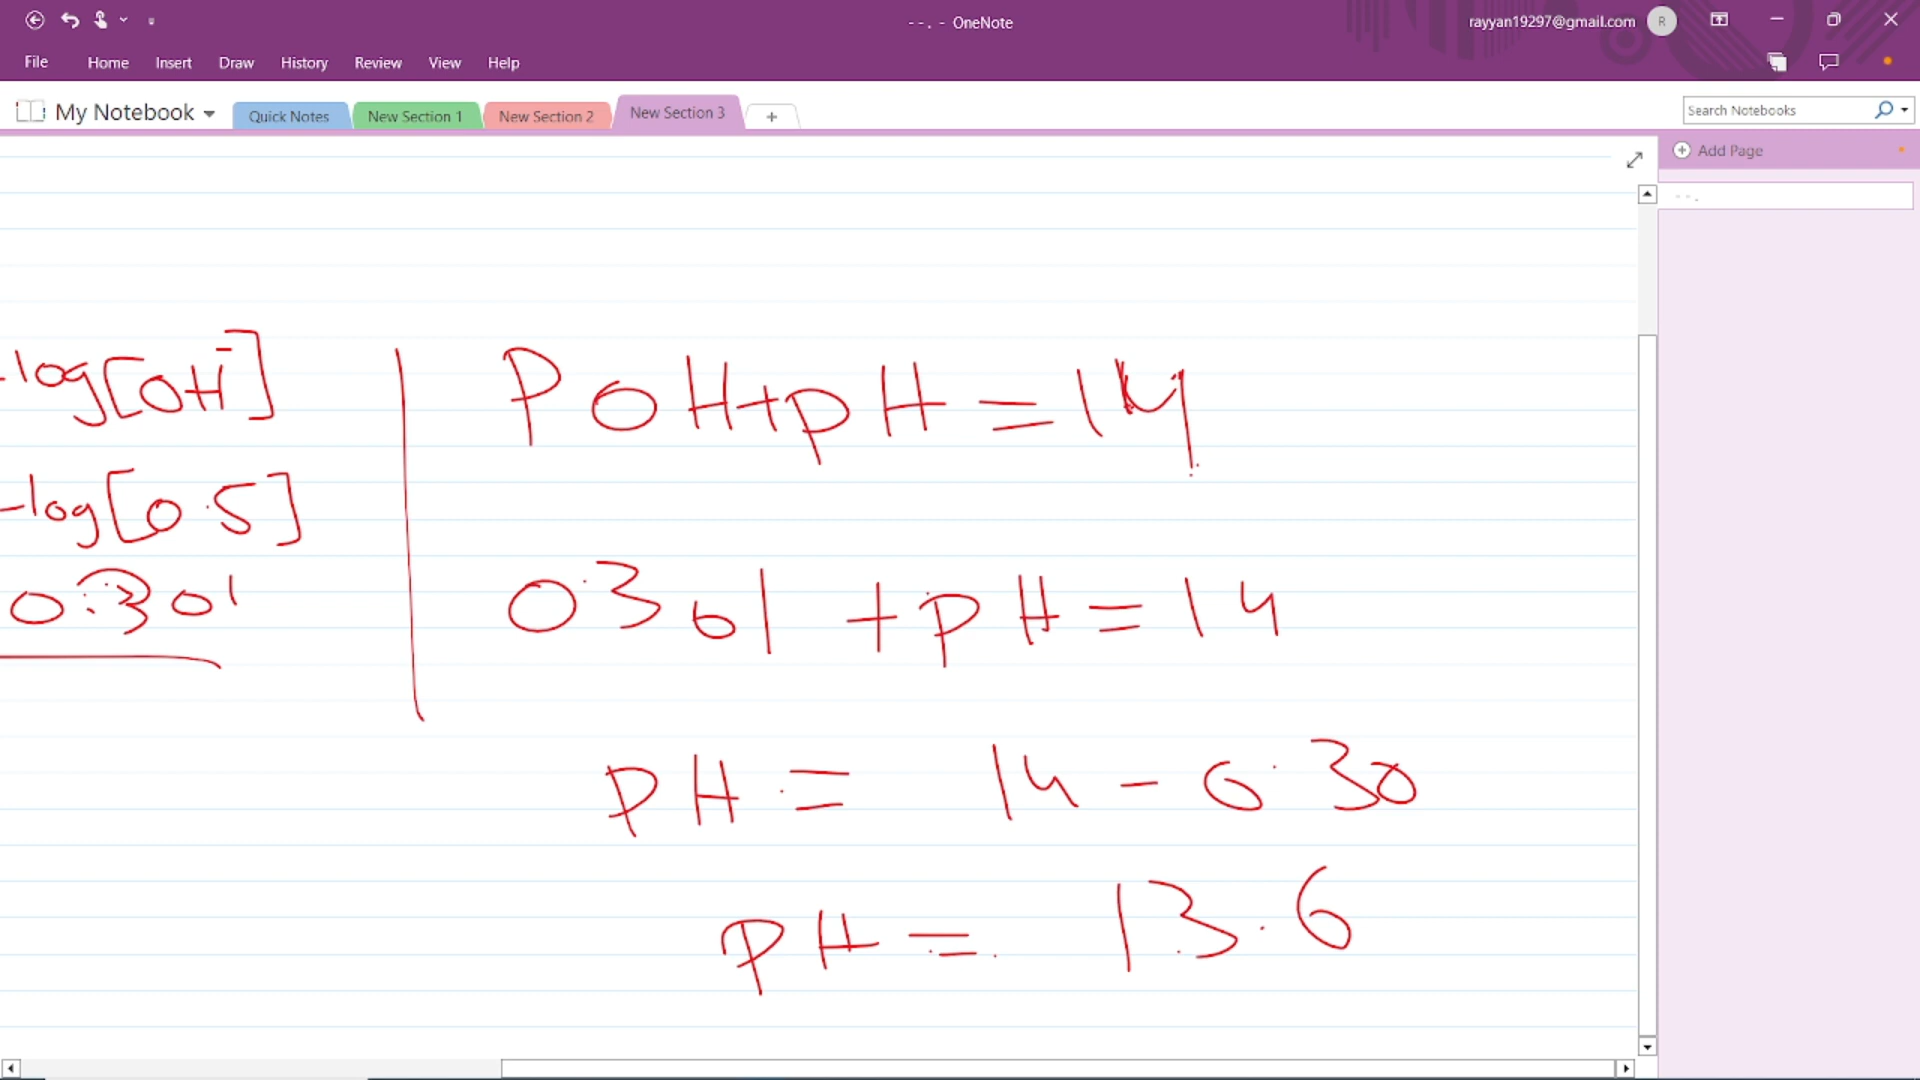 - - . - OneNote
rayyan19297@gmail.com
R
File Home Insert Draw History Review View Help
My Notebook
Quick Notes
New Section 1
New Section 2
New Section 3
+
Search Notebooks
Add Page
- - .
-log[OH⁻]
-log[0.5]
0.301
POH+pH=14
0.301 + pH = 14
pH = 14 - 0.30
pH = 13.6